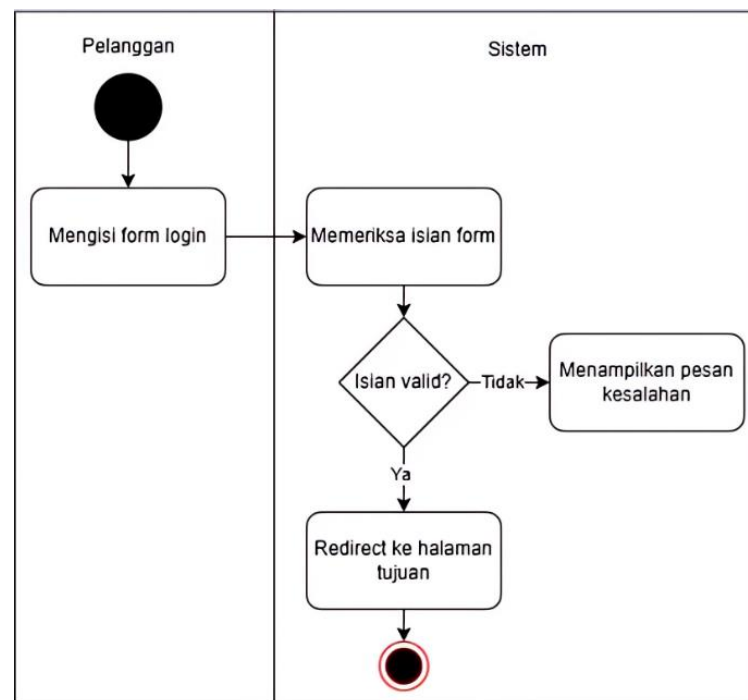 Pelanggan
Sistem
Mengisi form login
Memeriksa isian form
Isian valid?
Tidak
Menampilkan pesan
kesalahan
Ya
Redirect ke halaman
tujuan